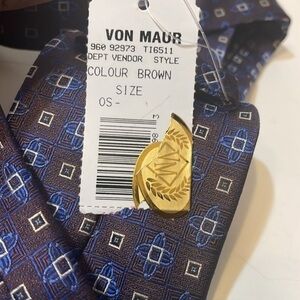 VON MAUR
960 92973 TI6511
DEPT VENDOR STYLE
COLOUR BROWN
SIZE
OS-